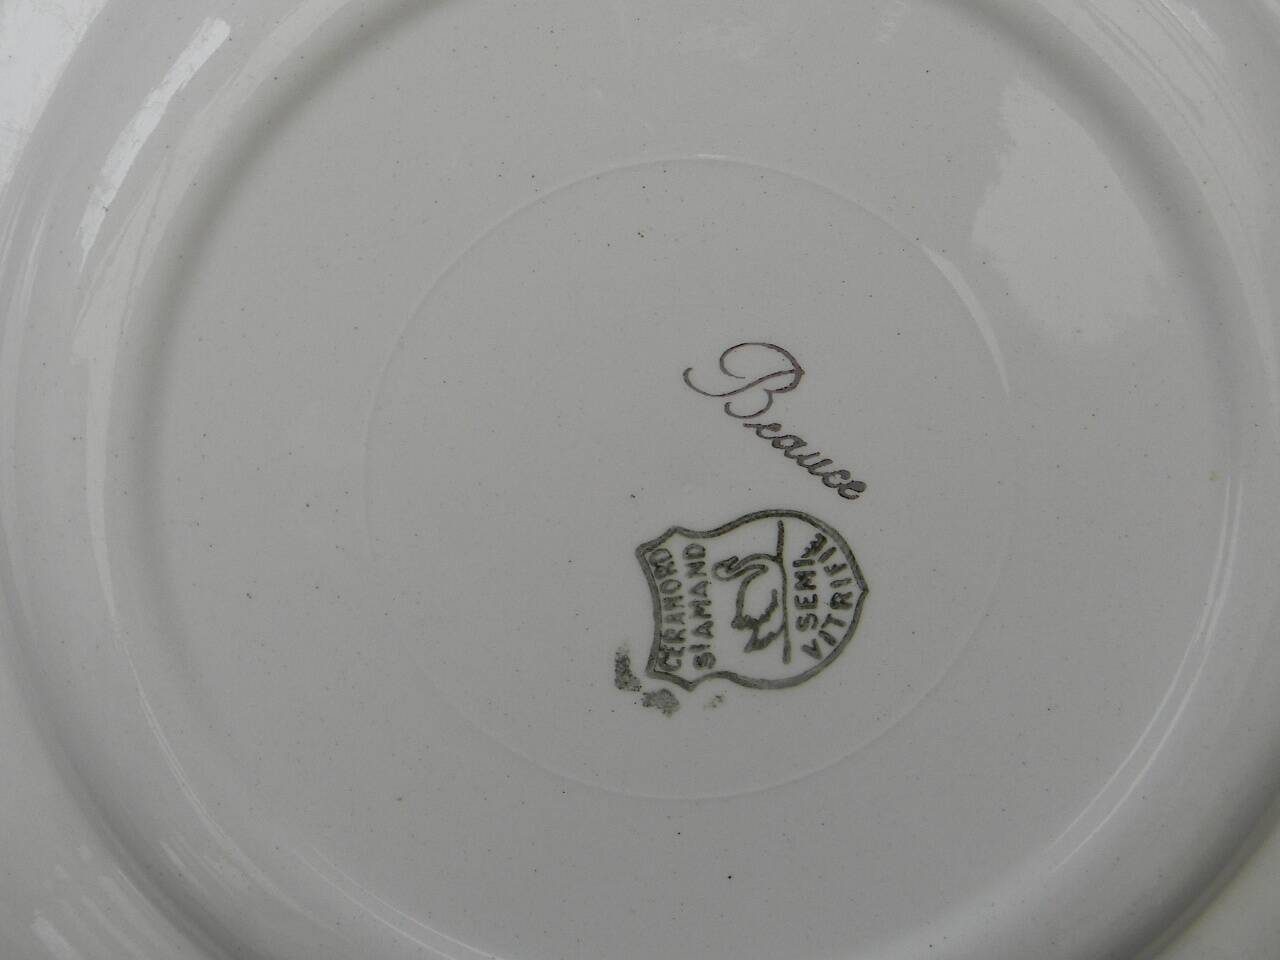 Beauce
CERANORD
St AMAND
SEMI
VITRIFIE